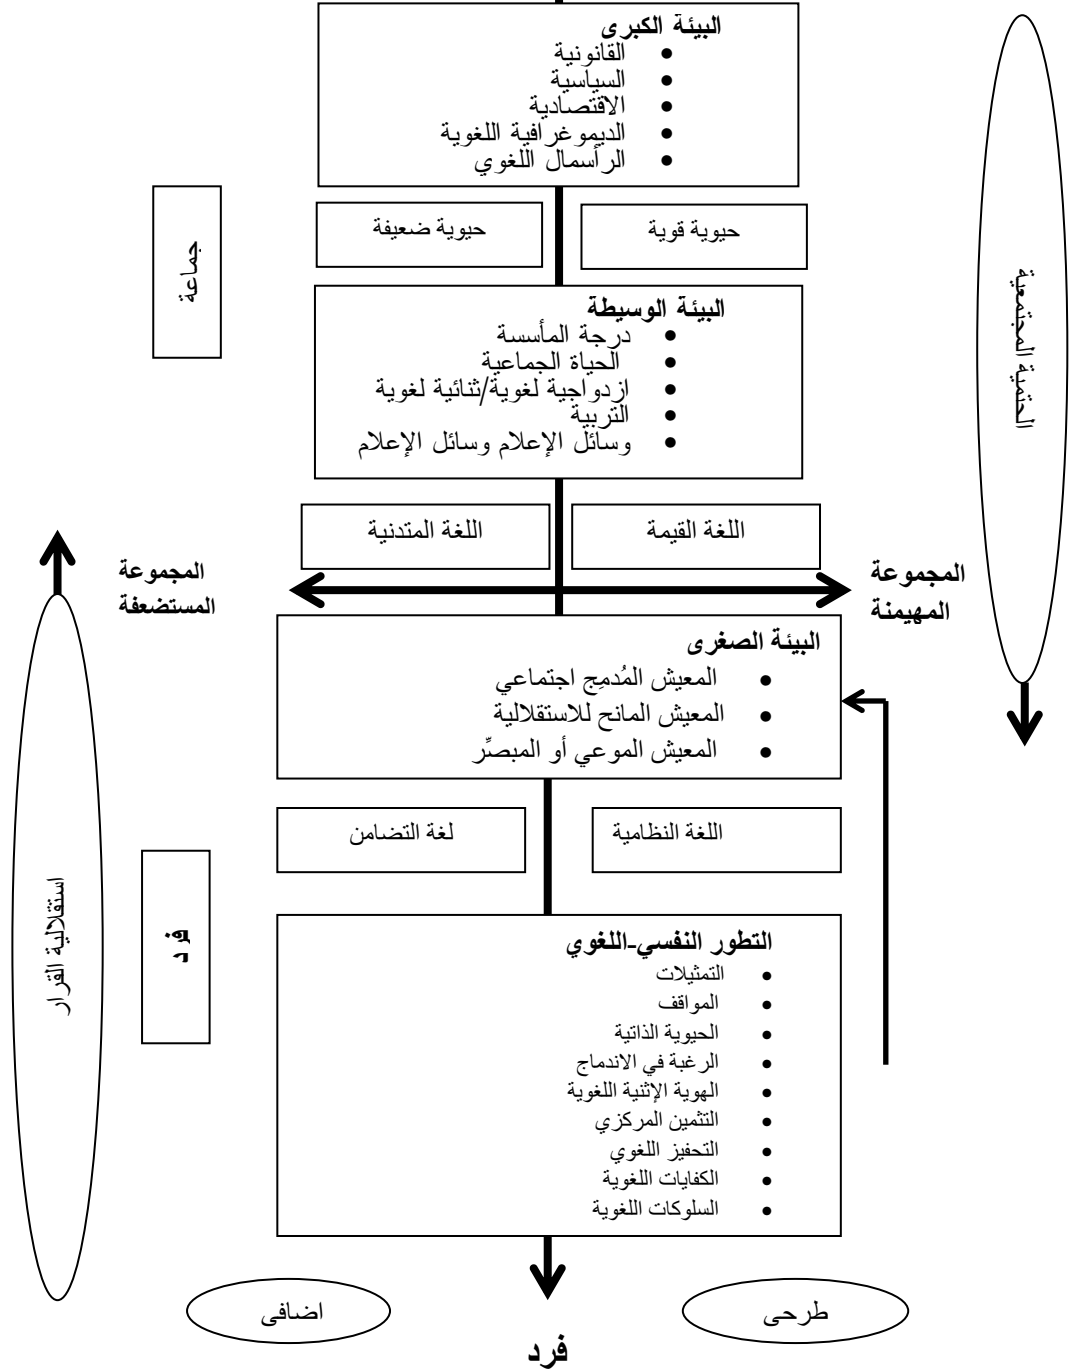 البيئة الكبرى
القانونية
السياسية
الاقتصادية
الديموغرافية اللغوية
الرأسمال اللغوي
حيوية قوية
حيوية ضعيفة
جماعة
الحتمية المجتمعية
البيئة الوسيطة
درجة المأسسة
الحياة الجماعية
ازدواجية لغوية/ثنائية لغوية
التربية
وسائل الإعلام وسائل الإعلام
اللغة القيمة
اللغة المتدنية
المجموعة
المهيمنة
المجموعة
المستضعفة
البيئة الصغرى
المعيش المُدمِج اجتماعي
المعيش المانح للاستقلالية
المعيش الموعي أو المبصِّر
اللغة النظامية
لغة التضامن
فرد
استقلالية القرار
التطور النفسي-اللغوي
التمثيلات
المواقف
الحيوية الذاتية
الرغبة في الاندماج
الهوية الإثنية اللغوية
التثمين المركزي
التحفيز اللغوي
الكفايات اللغوية
السلوكات اللغوية
طرحى
اضافى
فرد